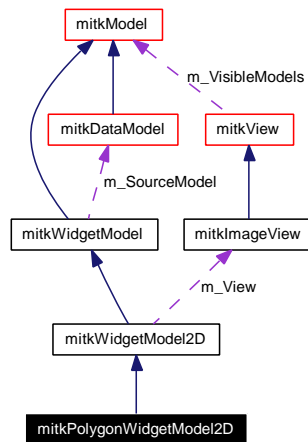 mitkModel
m_VisibleModels
mitkDataModel
mitkView
m_SourceModel
mitkWidgetModel
mitkImageView
m_View
mitkWidgetModel2D
mitkPolygonWidgetModel2D